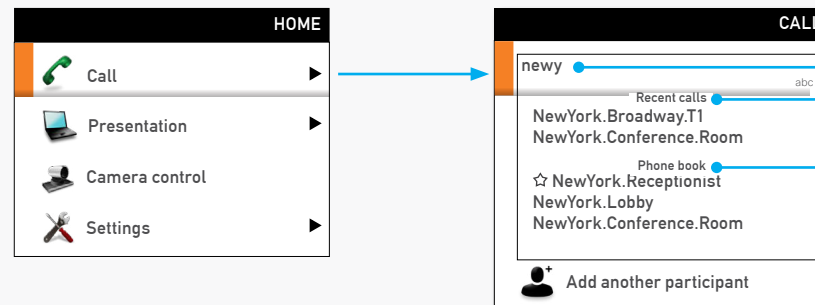 HOME
Call
Presentation
Camera control
Settings
CALL
newy
abc
Recent calls
NewYork.Broadway.T1
NewYork.Conference.Room
Phone book
NewYork.Receptionist
NewYork.Lobby
NewYork.Conference.Room
Add another participant